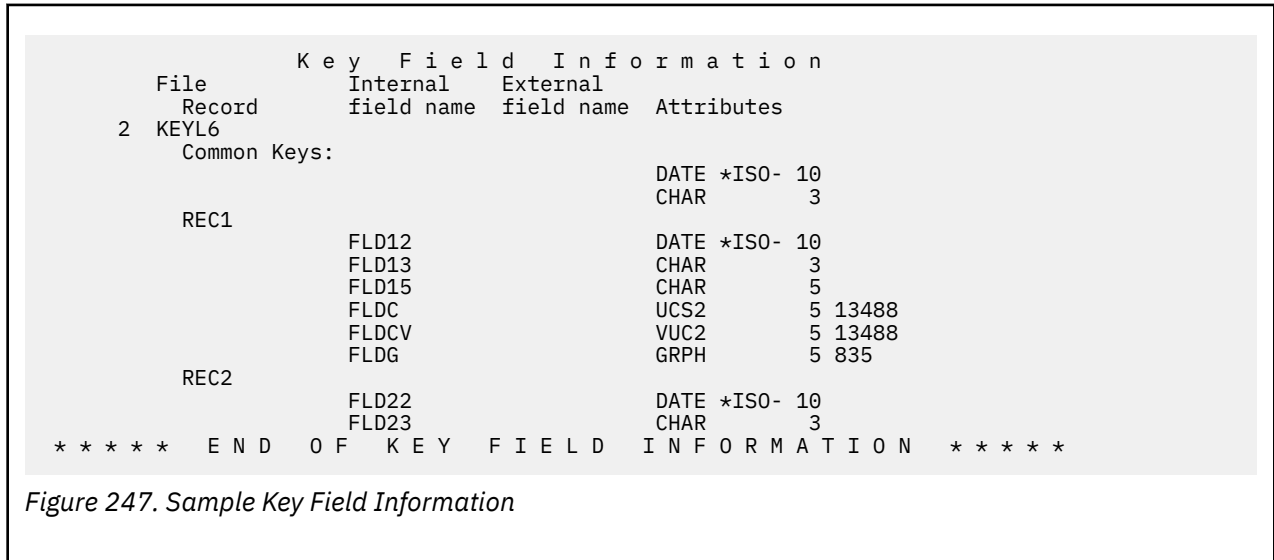 K e y   F i e l d   I n f o r m a t i o n
          File              Internal    External
            Record          field name  field name  Attributes
       2  KEYL6
            Common Keys:
                                                    DATE *ISO- 10
                                                    CHAR        3
            REC1
                            FLD12                   DATE *ISO- 10
                            FLD13                   CHAR        3
                            FLD15                   CHAR        5
                            FLDC                    UCS2        5 13488
                            FLDCV                   VUC2        5 13488
                            FLDG                    GRPH        5 835
            REC2
                            FLD22                   DATE *ISO- 10
                            FLD23                   CHAR        3
  * * * * *   E N D   O F   K E Y   F I E L D   I N F O R M A T I O N   * * * * *
Figure 247. Sample Key Field Information